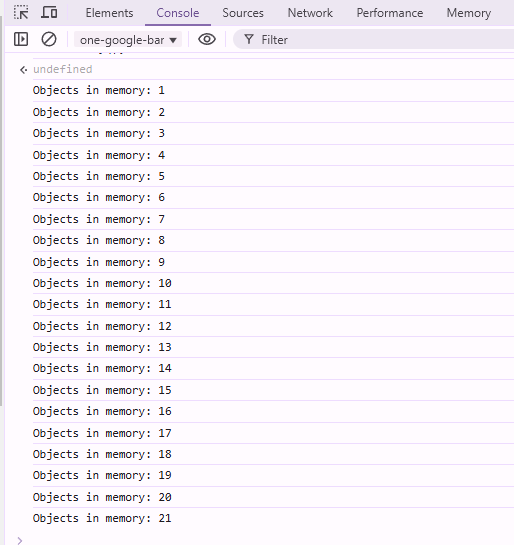 Elements Console Sources Network Performance Memory
one-google-bar Filter
undefined
Objects in memory: 1
Objects in memory: 2
Objects in memory: 3
Objects in memory: 4
Objects in memory: 5
Objects in memory: 6
Objects in memory: 7
Objects in memory: 8
Objects in memory: 9
Objects in memory: 10
Objects in memory: 11
Objects in memory: 12
Objects in memory: 13
Objects in memory: 14
Objects in memory: 15
Objects in memory: 16
Objects in memory: 17
Objects in memory: 18
Objects in memory: 19
Objects in memory: 20
Objects in memory: 21